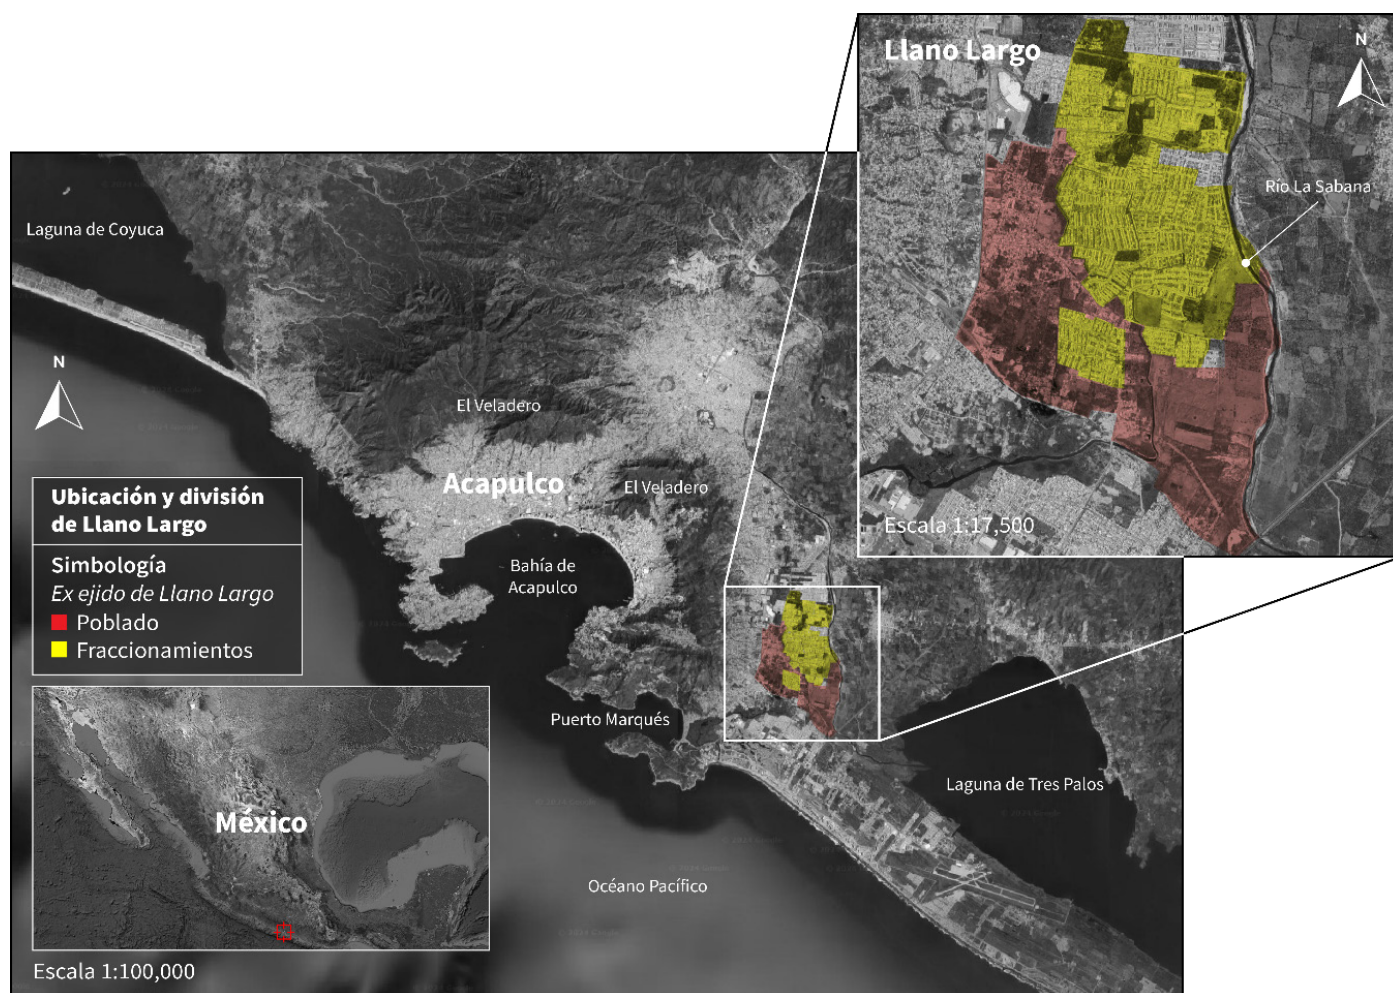 Llano Largo
N
Río La Sabana
Escala 1:17,500
Laguna de Coyuca
N
El Veladero
Acapulco
El Veladero
Bahía de
Acapulco
Ubicación y división
de Llano Largo
Simbología
Ex ejido de Llano Largo
Poblado
Fraccionamientos
Puerto Marqués
Laguna de Tres Palos
México
Océano Pacífico
Escala 1:100,000